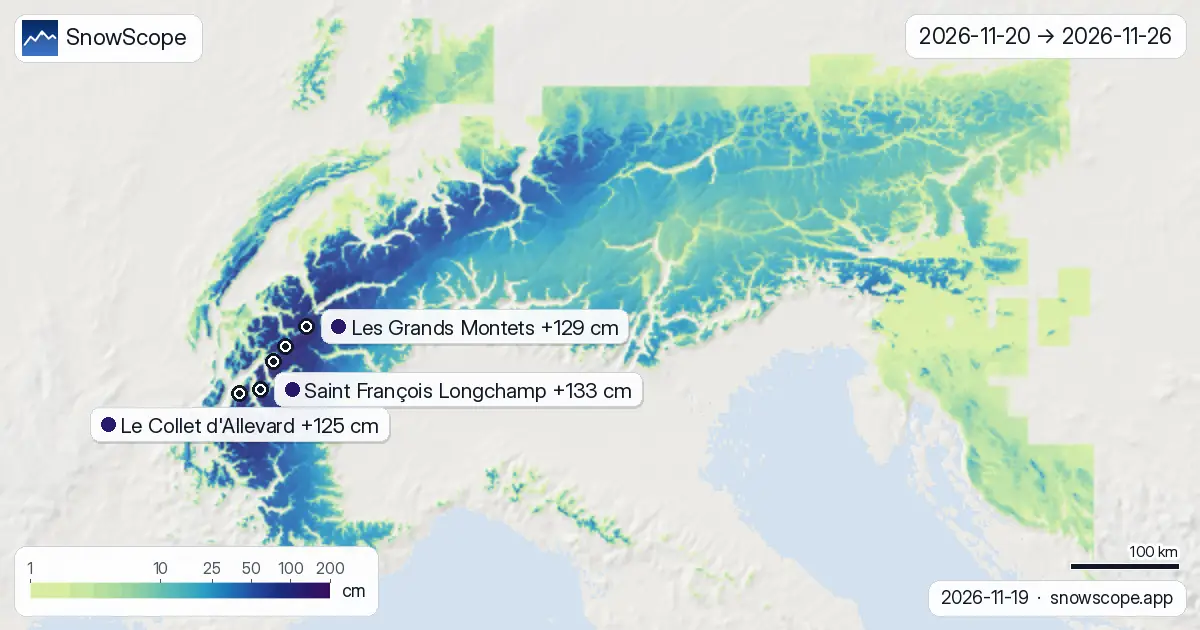 SnowScope
2026-11-20 → 2026-11-26
Les Grands Montets +129 cm
Saint François Longchamp +133 cm
Le Collet d'Allevard +125 cm
1 10 25 50 100 200
cm
100 km
2026-11-19 · snowscope.app